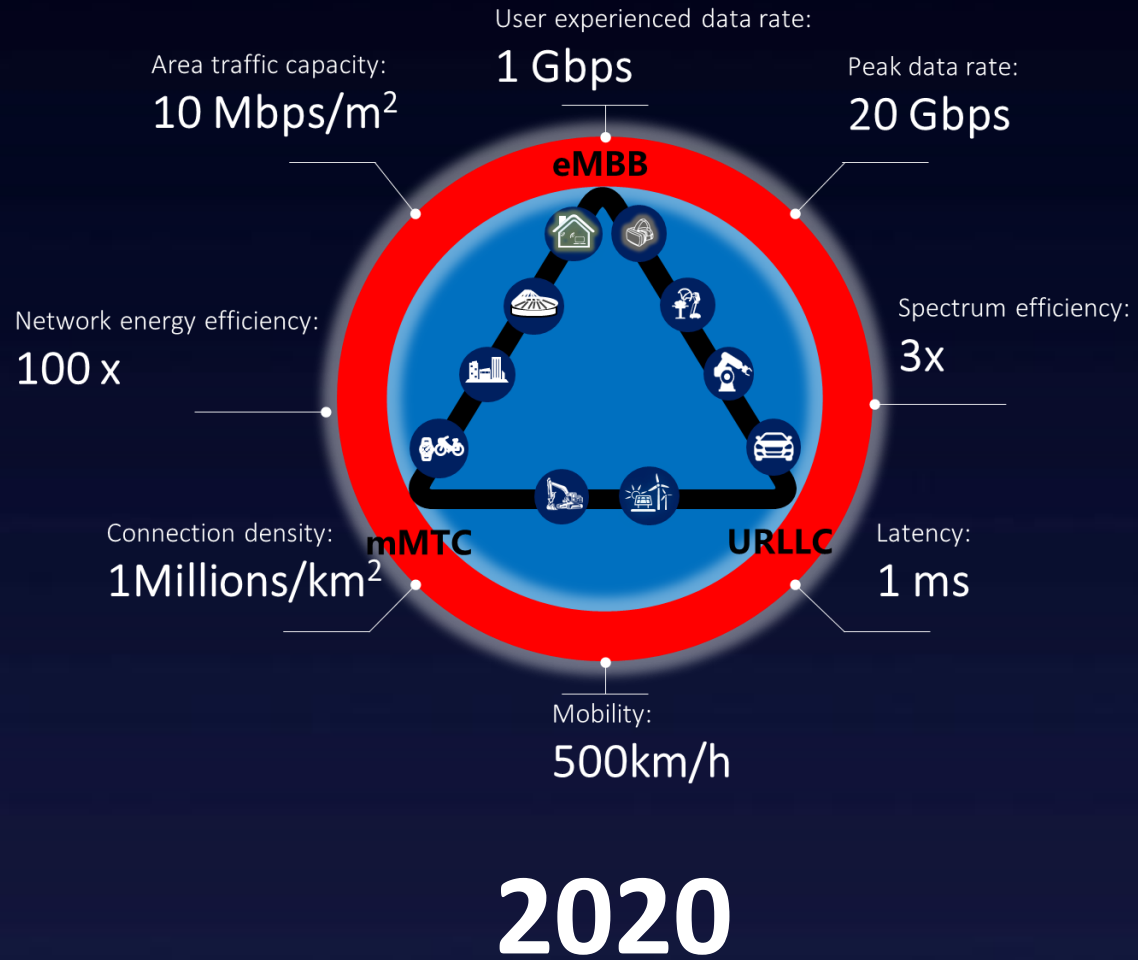 User experienced data rate:
1 Gbps
Area traffic capacity:
10 Mbps/m²
Peak data rate:
20 Gbps
eMBB
Network energy efficiency:
100 x
Spectrum efficiency:
3x
Connection density:
1Millions/km²
mMTC
URLLC
Latency:
1 ms
Mobility:
500km/h
2020